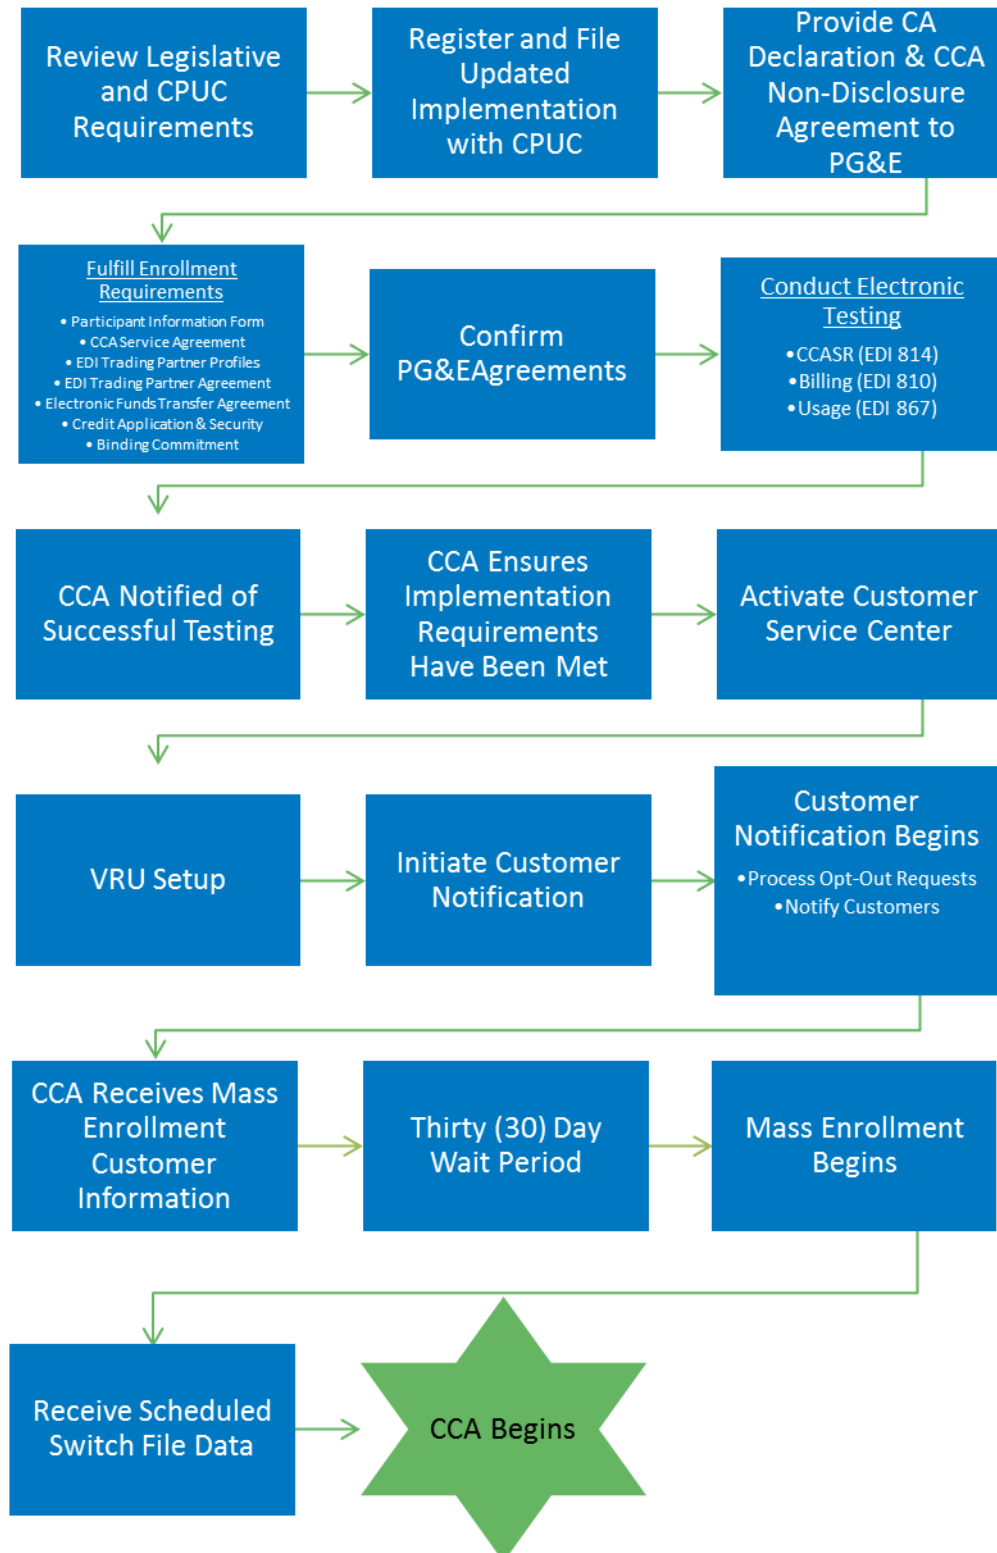 Review Legislative
and CPUC
Requirements
Register and File
Updated
Implementation
with CPUC
Provide CA
Declaration & CCA
Non-Disclosure
Agreement to
PG&E
Fulfill Enrollment
Requirements
• Participant Information Form
• CCA Service Agreement
• EDI Trading Partner Profiles
• EDI Trading Partner Agreement
• Electronic Funds Transfer Agreement
• Credit Application & Security
• Binding Commitment
Confirm
PG&EAgreements
Conduct Electronic
Testing
•CCASR (EDI 814)
•Billing (EDI 810)
•Usage (EDI 867)
CCA Notified of
Successful Testing
CCA Ensures
Implementation
Requirements
Have Been Met
Activate Customer
Service Center
VRU Setup
Initiate Customer
Notification
Customer
Notification Begins
•Process Opt-Out Requests
•Notify Customers
CCA Receives Mass
Enrollment
Customer
Information
Thirty (30) Day
Wait Period
Mass Enrollment
Begins
Receive Scheduled
Switch File Data
CCA Begins